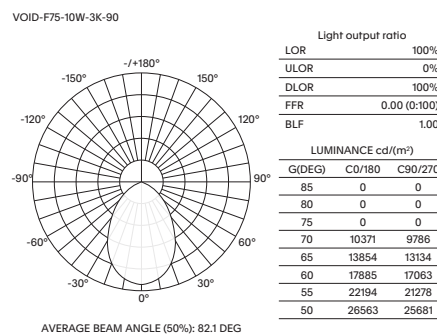 VOID-F75-10W-3K-90
-/+180°
-150° 150°
-120° 120°
-90° 90°
-60° 60°
-30° 30°
0°
AVERAGE BEAM ANGLE (50%): 82.1 DEG
Light output ratio
LOR 100%
ULOR 0%
DLOR 100%
FFR 0.00 (0:100)
BLF 1.00
LUMINANCE cd/(m²)
G(DEG) C0/180 C90/270
85 0 0
80 0 0
75 0 0
70 10371 9786
65 13854 13134
60 17885 17063
55 22194 21278
50 26563 25681